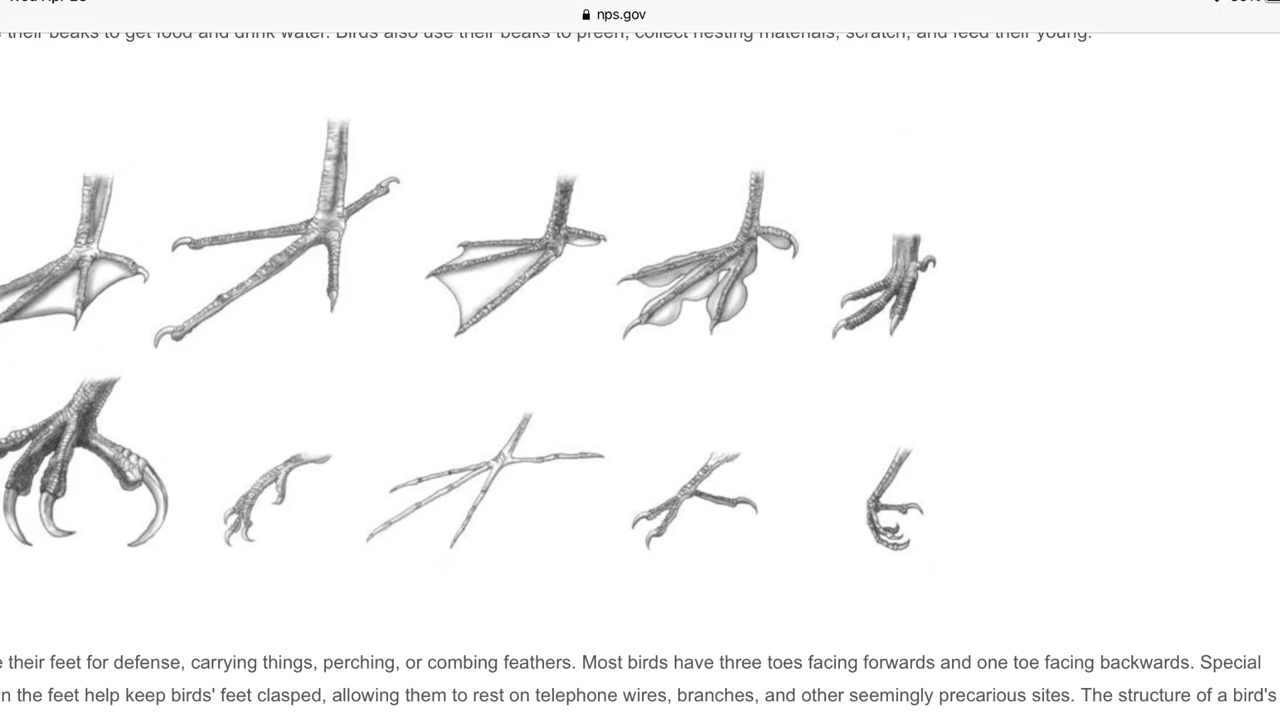 nps.gov
their beaks to get food and drink water. Birds also use their beaks to preen, collect nesting materials, scratch, and feed their young.
their feet for defense, carrying things, perching, or combing feathers. Most birds have three toes facing forwards and one toe facing backwards. Special
the feet help keep birds' feet clasped, allowing them to rest on telephone wires, branches, and other seemingly precarious sites. The structure of a bird's